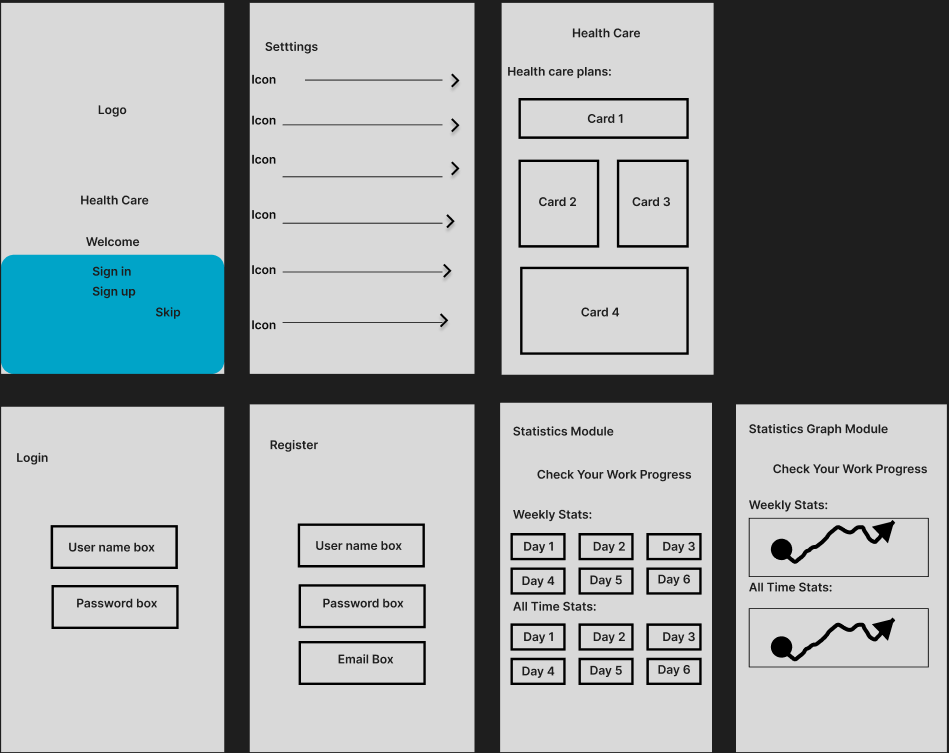 Logo
Health Care
Welcome
Sign in
Sign up
Skip
Setttings
Icon
Icon
Icon
Icon
Icon
Icon
Health Care
Health care plans:
Card 1
Card 2
Card 3
Card 4
Login
User name box
Password box
Register
User name box
Password box
Email Box
Statistics Module
Check Your Work Progress
Weekly Stats:
Day 1
Day 2
Day 3
Day 4
Day 5
Day 6
All Time Stats:
Day 1
Day 2
Day 3
Day 4
Day 5
Day 6
Statistics Graph Module
Check Your Work Progress
Weekly Stats:
All Time Stats: